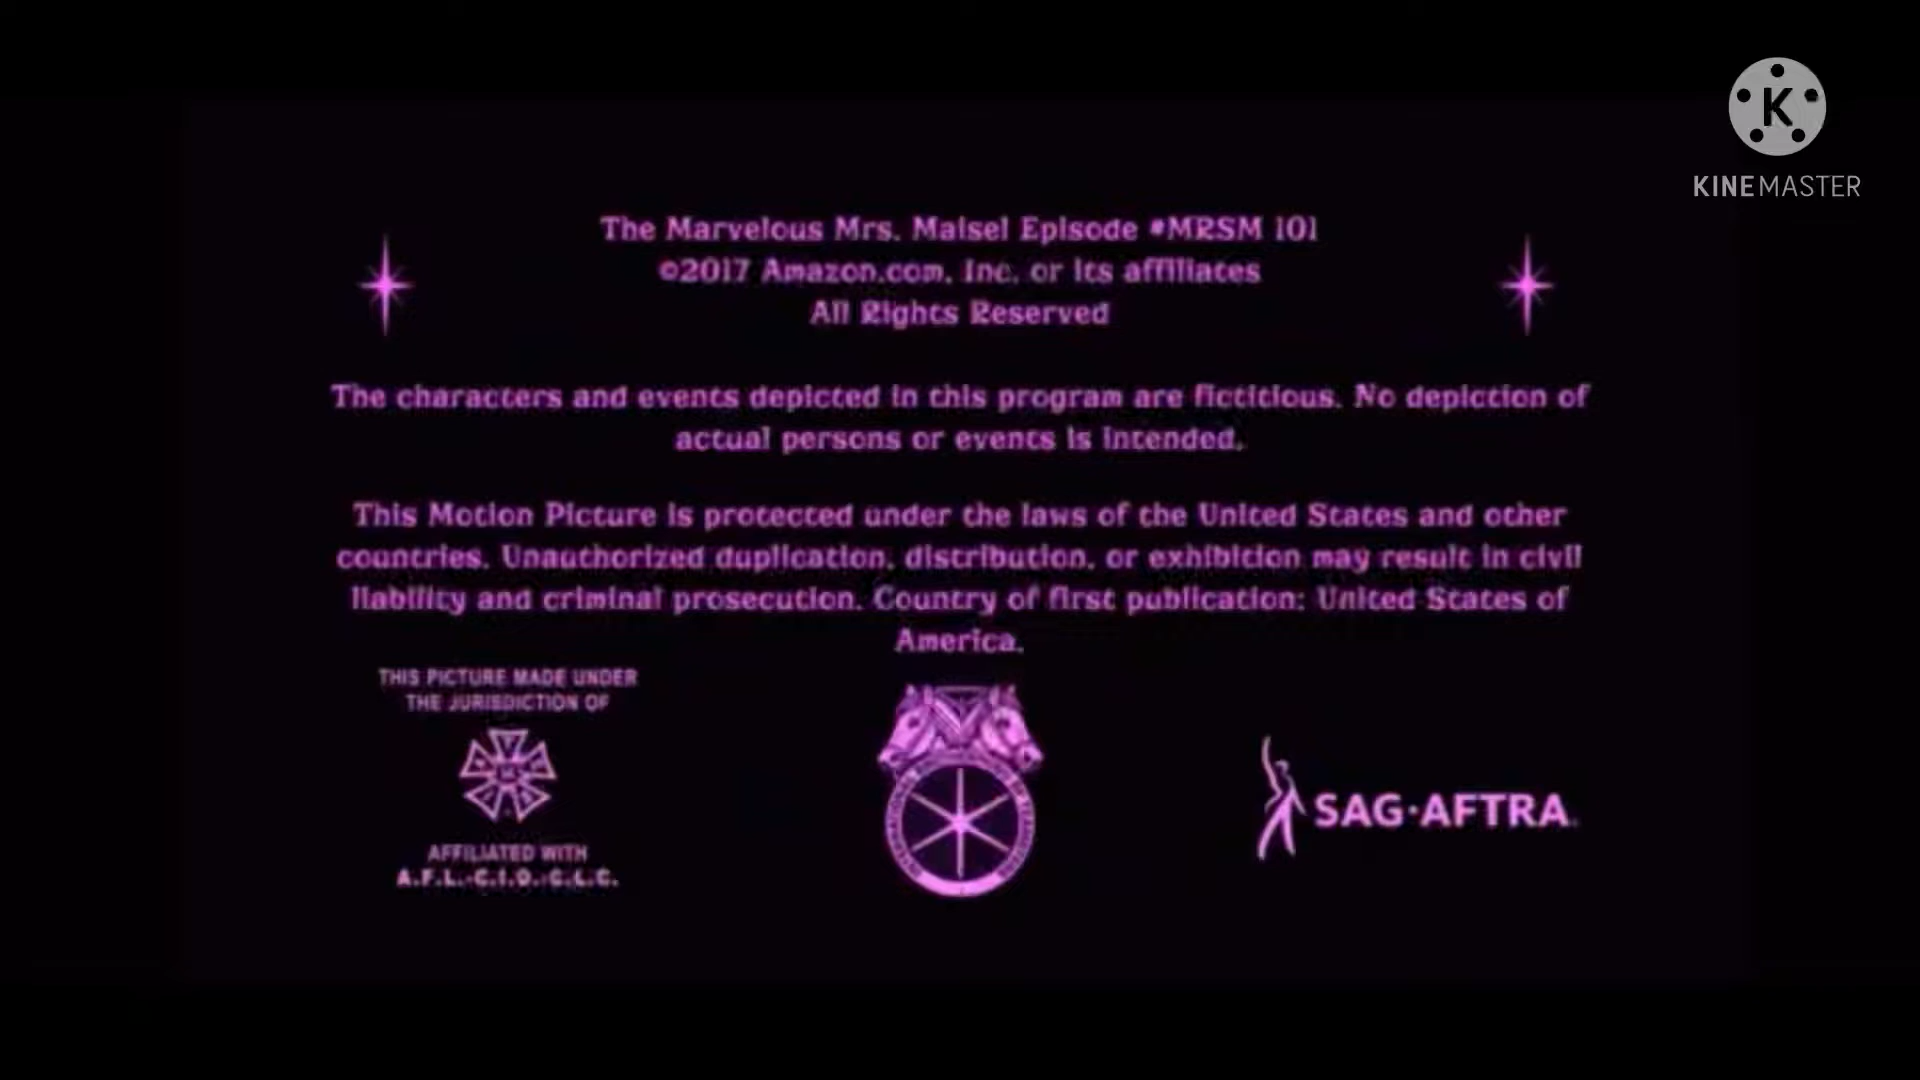 K
KINEMASTER
The Marvelous Mrs. Maisel Episode #MRSM 101
©2017 Amazon.com, Inc. or its affiliates
All Rights Reserved
The characters and events depicted in this program are fictitious. No depiction of
actual persons or events is intended.
This Motion Picture is protected under the laws of the United States and other
countries. Unauthorized duplication, distribution, or exhibition may result in civil
liability and criminal prosecution. Country of first publication: United States of
America.
THIS PICTURE MADE UNDER
THE JURISDICTION OF
AFFILIATED WITH
A.F.L.-C.I.O.-C.L.C.
SAG·AFTRA